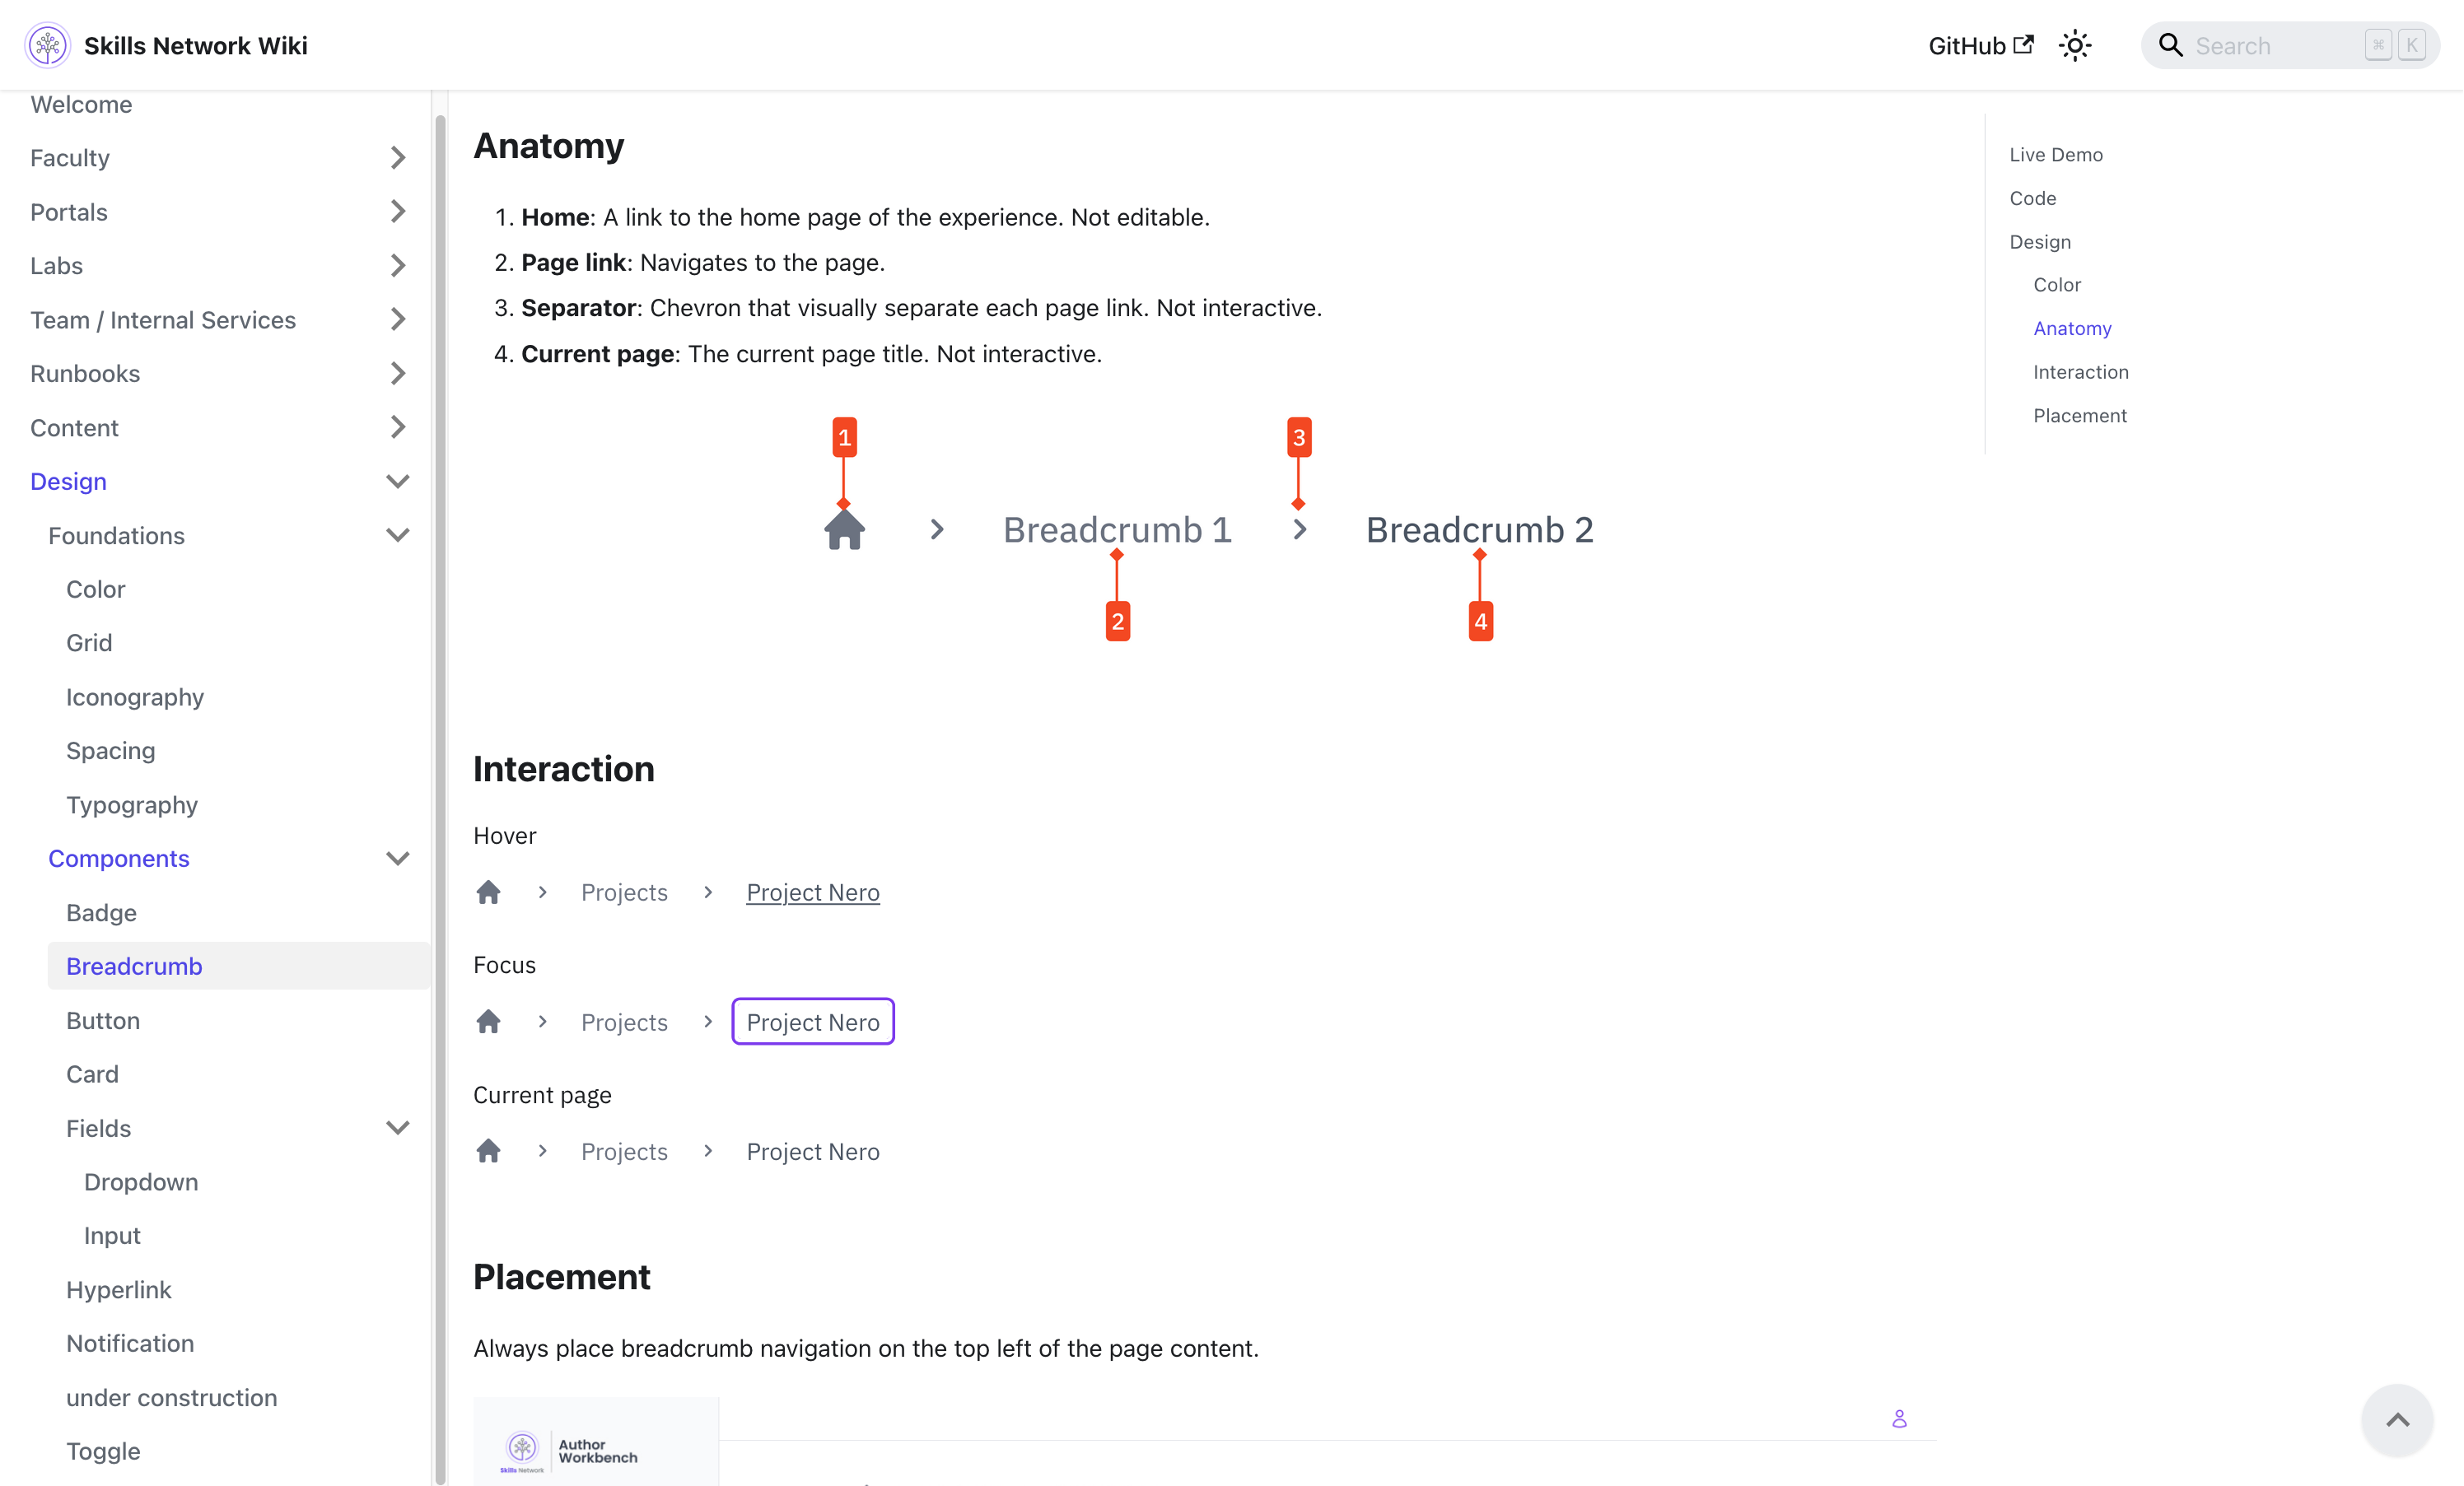 Skills Network Wiki
GitHub
Search
⌘ K
Welcome
Faculty
Portals
Labs
Team / Internal Services
Runbooks
Content
Design
Foundations
Color
Grid
Iconography
Spacing
Typography
Components
Badge
Breadcrumb
Button
Card
Fields
Dropdown
Input
Hyperlink
Notification
under construction
Toggle
Anatomy
1. Home: A link to the home page of the experience. Not editable.
2. Page link: Navigates to the page.
3. Separator: Chevron that visually separate each page link. Not interactive.
4. Current page: The current page title. Not interactive.
1 3
Breadcrumb 1 Breadcrumb 2
2 4
Interaction
Hover
Projects Project Nero
Focus
Projects Project Nero
Current page
Projects Project Nero
Placement
Always place breadcrumb navigation on the top left of the page content.
Skills Network
Author
Workbench
Live Demo
Code
Design
Color
Anatomy
Interaction
Placement